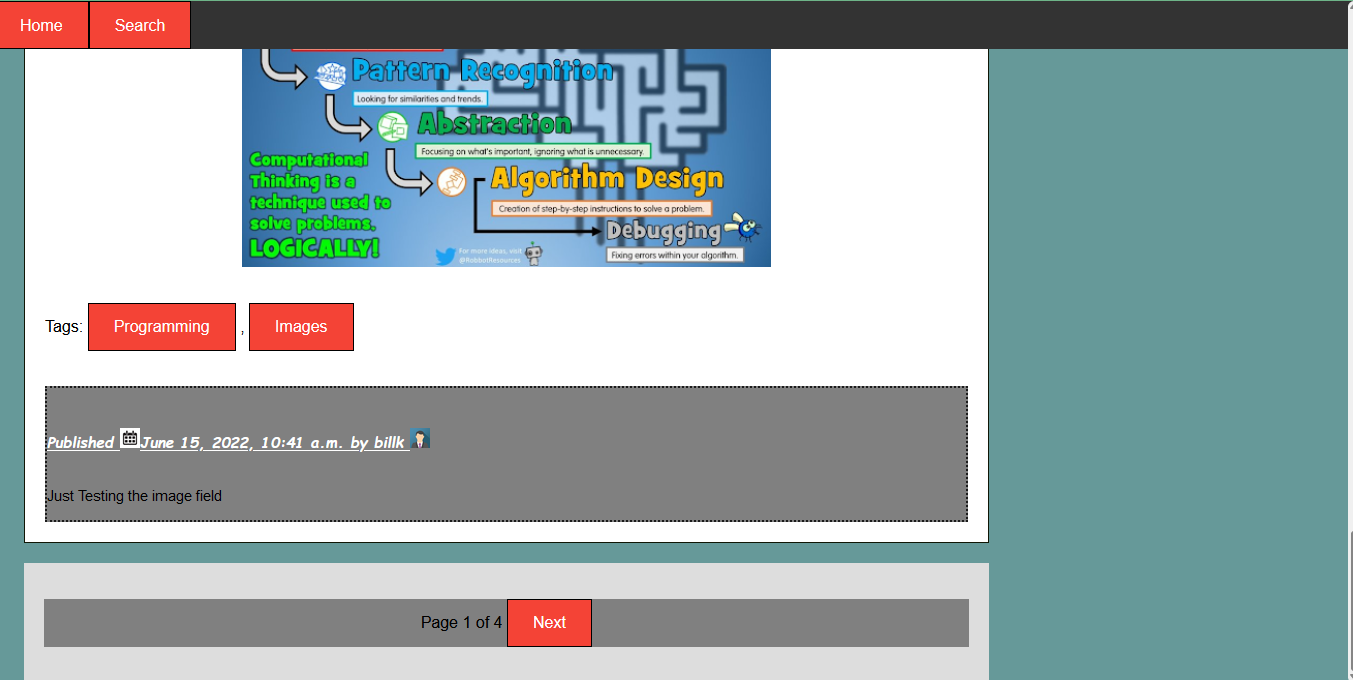 Home Search
Pattern Recognition
Looking for similarities and trends.
Abstraction
Focusing on what's important, ignoring what is unnecessary.
Computational
Thinking is a
technique used to
solve problems,
LOGICALLY!
Algorithm Design
Creation of step-by-step instructions to solve a problem.
Debugging
Fixing errors within your algorithm.
For more ideas, visit
@RobbotResources
Tags: Programming , Images
Published June 15, 2022, 10:41 a.m. by billk
Just Testing the image field
Page 1 of 4 Next